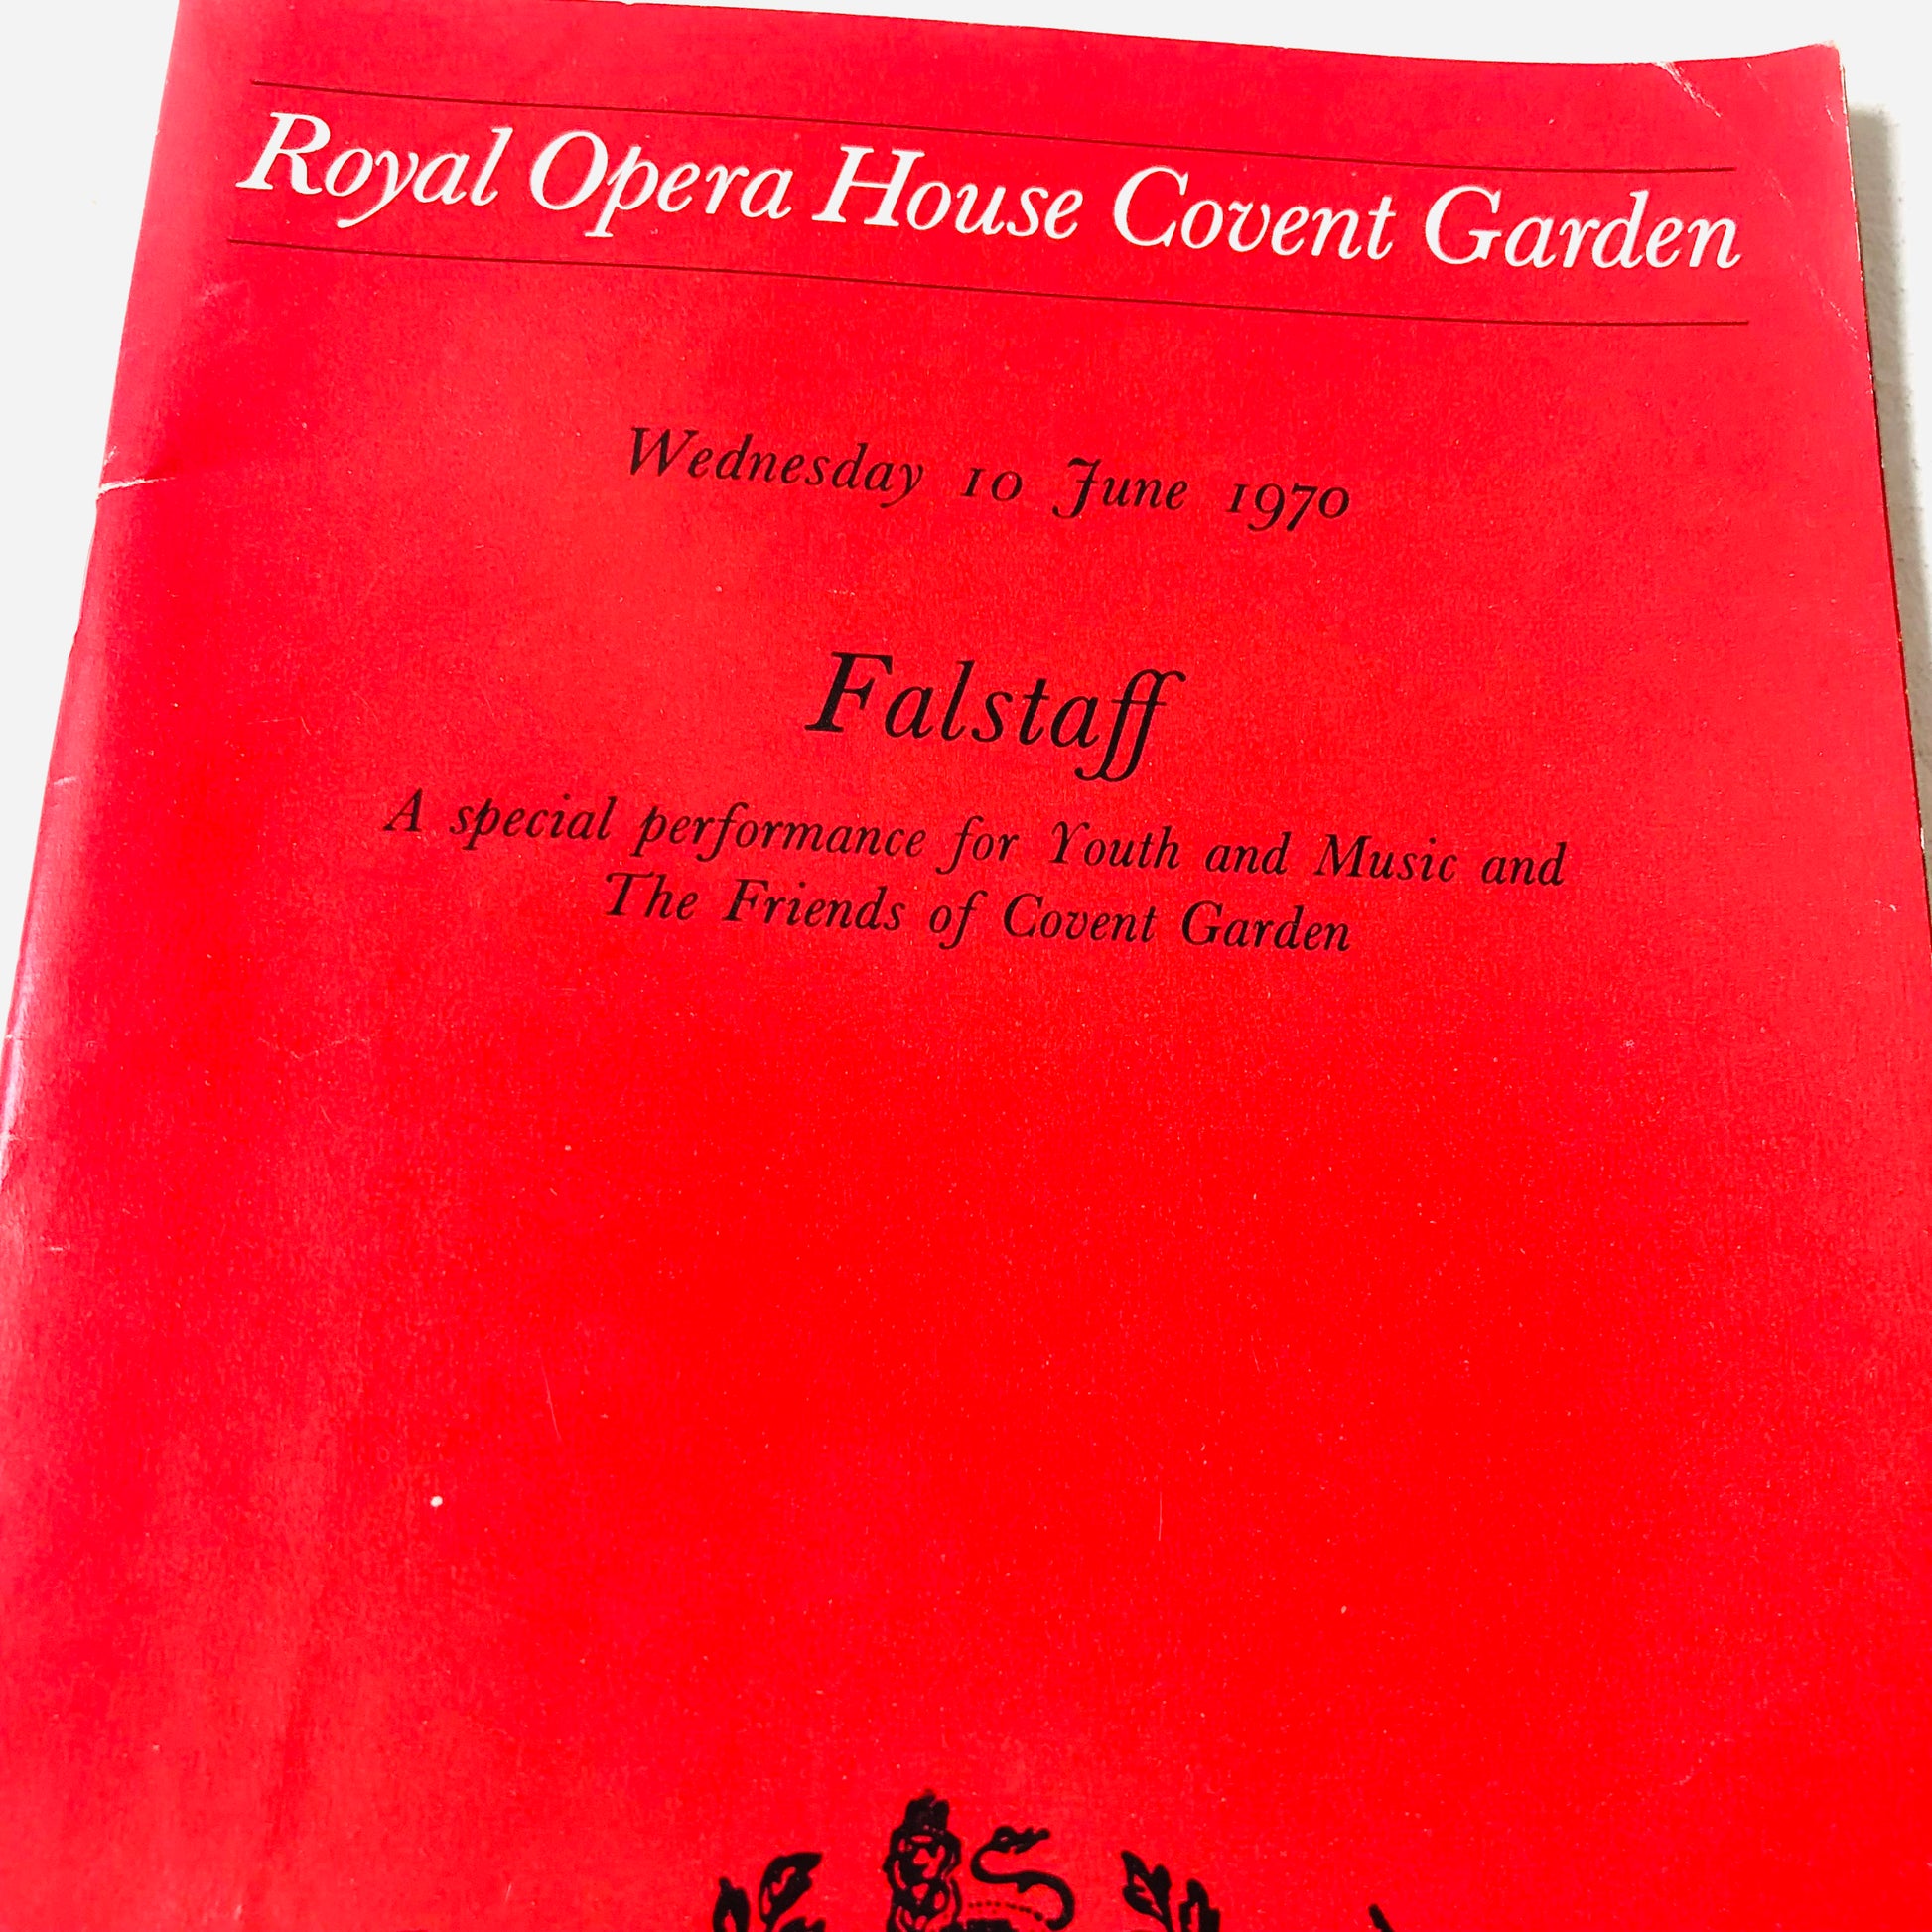 Royal Opera House Covent Garden
Wednesday 10 June 1970
Falstaff
A special performance for Youth and Music and
The Friends of Covent Garden